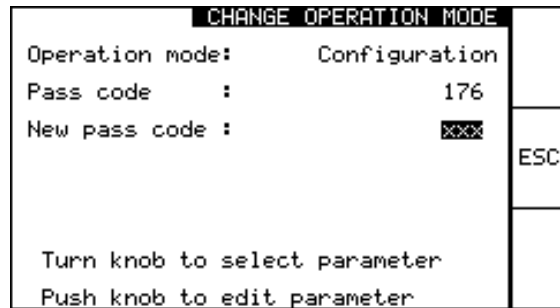 CHANGE OPERATION MODE
Operation mode: Configuration
Pass code : 176
New pass code : xxx
ESC
Turn knob to select parameter
Push knob to edit parameter